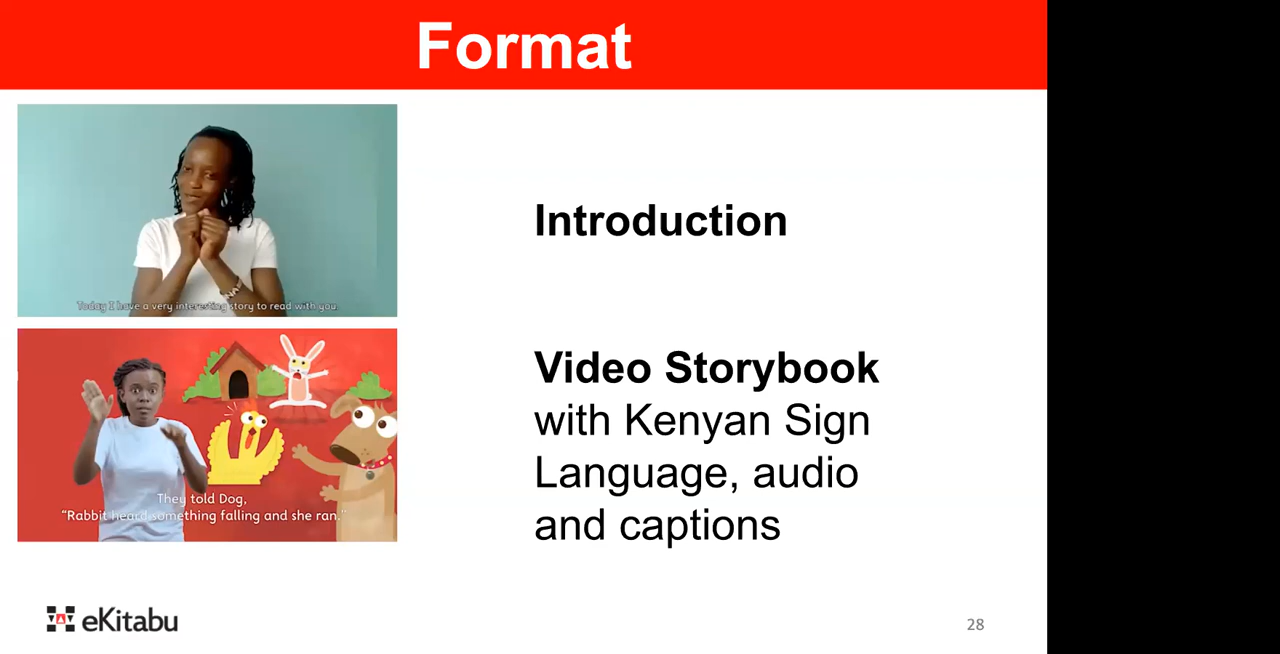 Format
Today I have a very interesting story to read with you.
Introduction
They told Dog,
“Rabbit heard something falling and she ran.”
Video Storybook
with Kenyan Sign
Language, audio
and captions
eKitabu
28